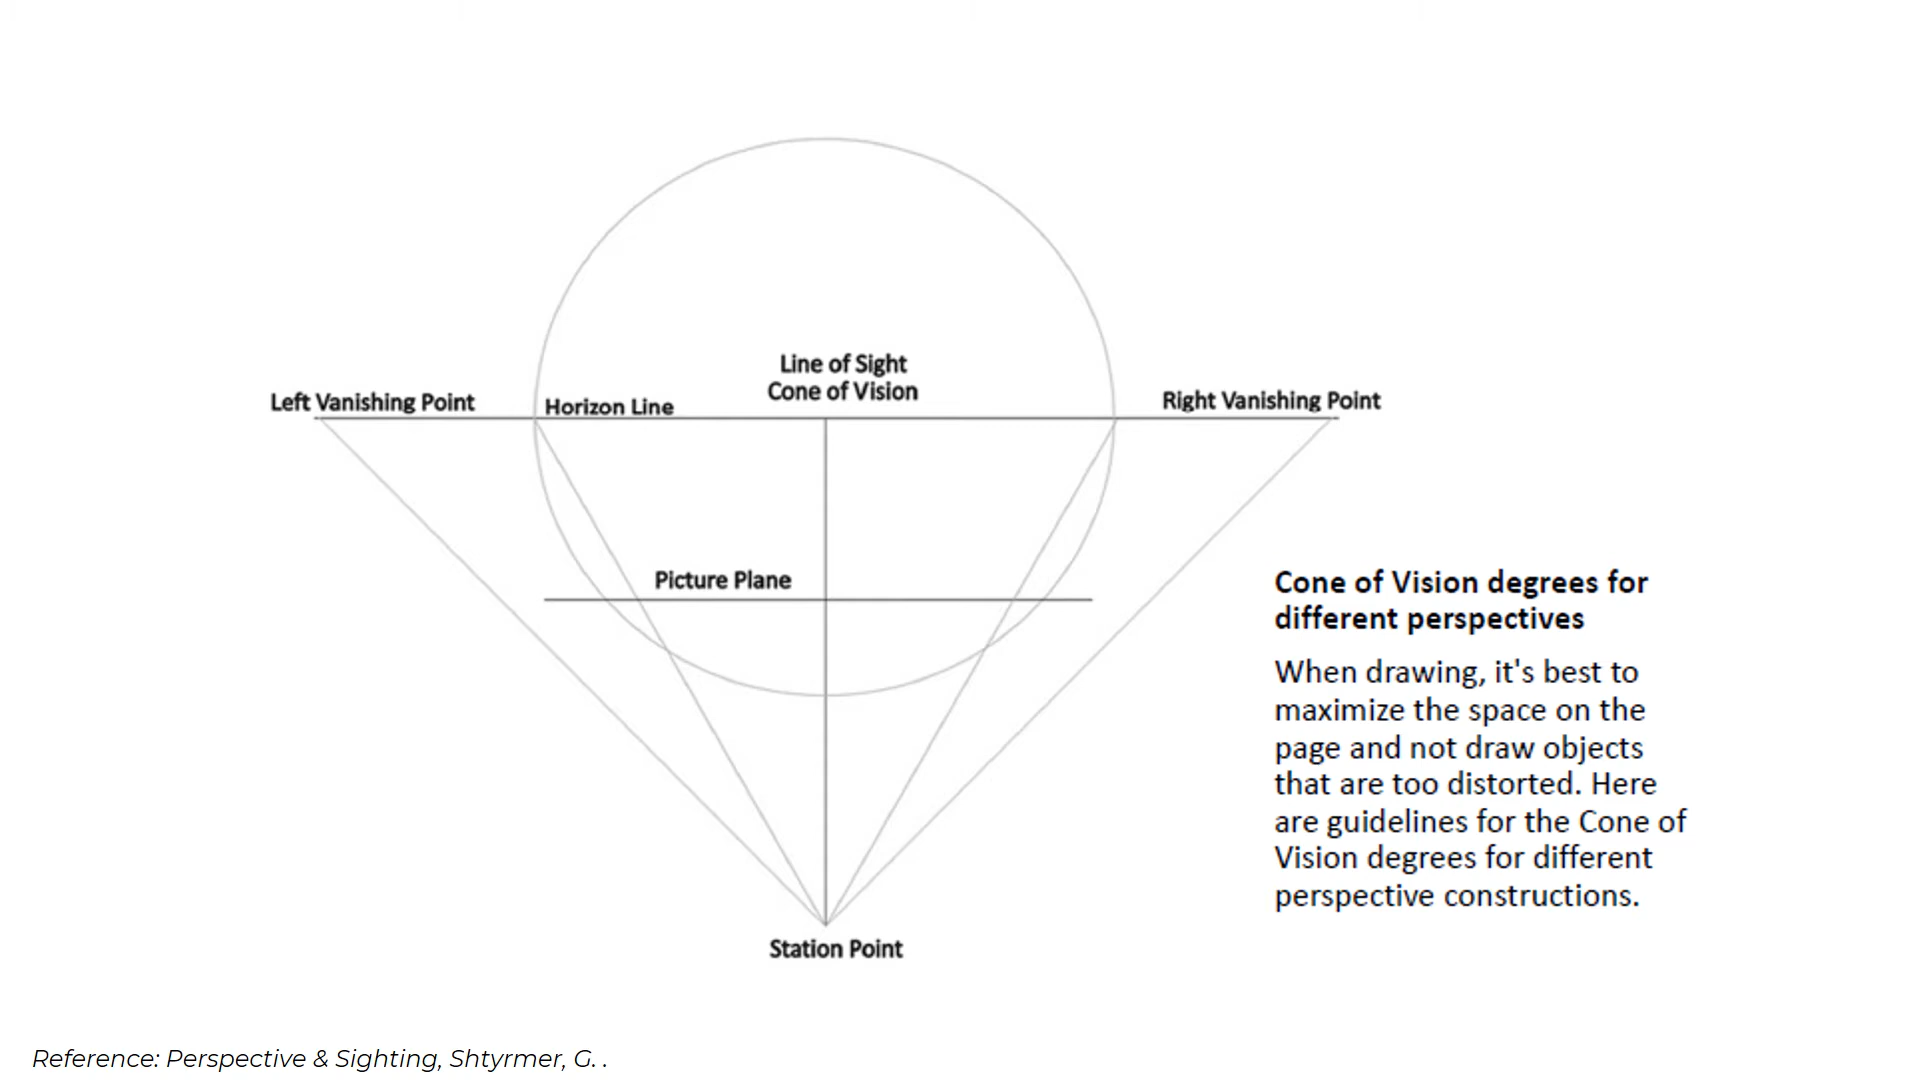 Line of Sight
Cone of Vision
Left Vanishing Point
Horizon Line
Right Vanishing Point
Picture Plane
Station Point
Cone of Vision degrees for
different perspectives
When drawing, it's best to
maximize the space on the
page and not draw objects
that are too distorted. Here
are guidelines for the Cone of
Vision degrees for different
perspective constructions.
Reference: Perspective & Sighting, Shtyrmer, G. .